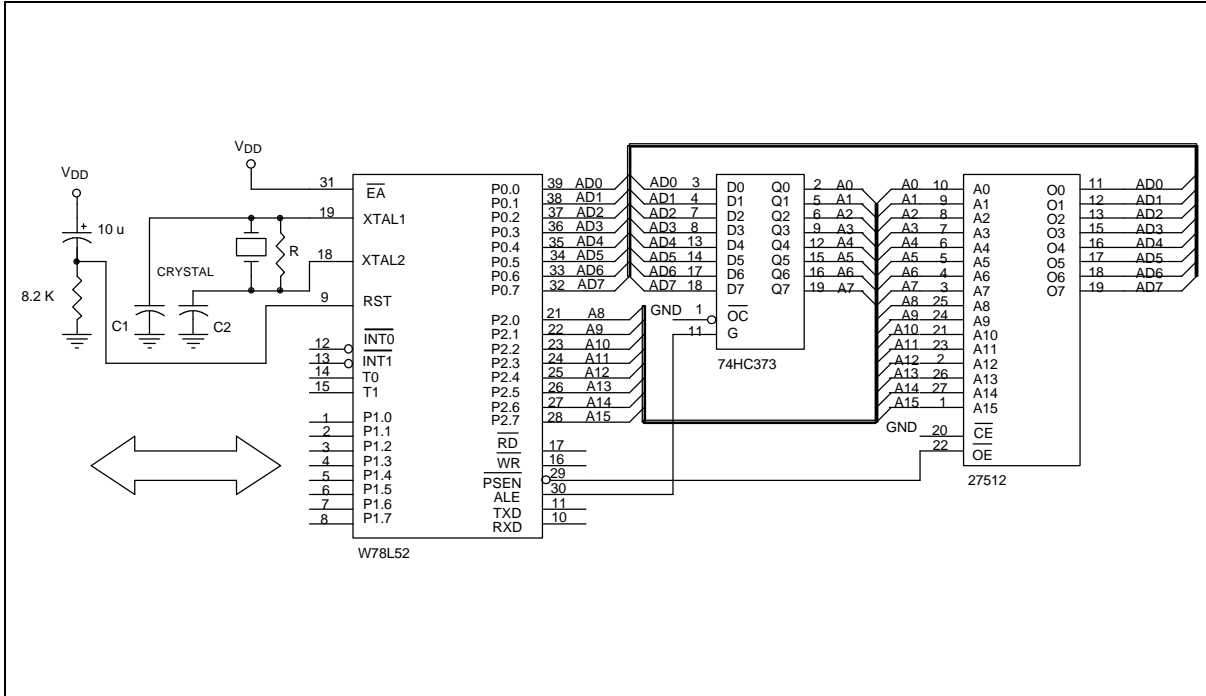 VDD
VDD
10 u
8.2 K
CRYSTAL
R
C1
C2
31
EA
19
XTAL1
18
XTAL2
9
RST
12
INT0
13
INT1
14
T0
15
T1
1
P1.0
2
P1.1
3
P1.2
4
P1.3
5
P1.4
6
P1.5
7
P1.6
8
P1.7
P0.0 39 AD0
P0.1 38 AD1
P0.2 37 AD2
P0.3 36 AD3
P0.4 35 AD4
P0.5 34 AD5
P0.6 33 AD6
P0.7 32 AD7
P2.0 21 A8
P2.1 22 A9
P2.2 23 A10
P2.3 24 A11
P2.4 25 A12
P2.5 26 A13
P2.6 27 A14
P2.7 28 A15
RD 17
WR 16
PSEN 29
ALE 30
TXD 11
RXD 10
W78L52
AD0 3 D0 Q0 2 A0
AD1 4 D1 Q1 5 A1
AD2 7 D2 Q2 6 A2
AD3 8 D3 Q3 9 A3
AD4 13 D4 Q4 12 A4
AD5 14 D5 Q5 15 A5
AD6 17 D6 Q6 16 A6
AD7 18 D7 Q7 19 A7
GND 1 OC
11 G
74HC373
A0 10 A0 O0 11 AD0
A1 9 A1 O1 12 AD1
A2 8 A2 O2 13 AD2
A3 7 A3 O3 15 AD3
A4 6 A4 O4 16 AD4
A5 5 A5 O5 17 AD5
A6 4 A6 O6 18 AD6
A7 3 A7 O7 19 AD7
A8 25 A8
A9 24 A9
A10 21 A10
A11 23 A11
A12 2 A12
A13 26 A13
A14 27 A14
A15 1 A15
GND 20 CE
22 OE
27512